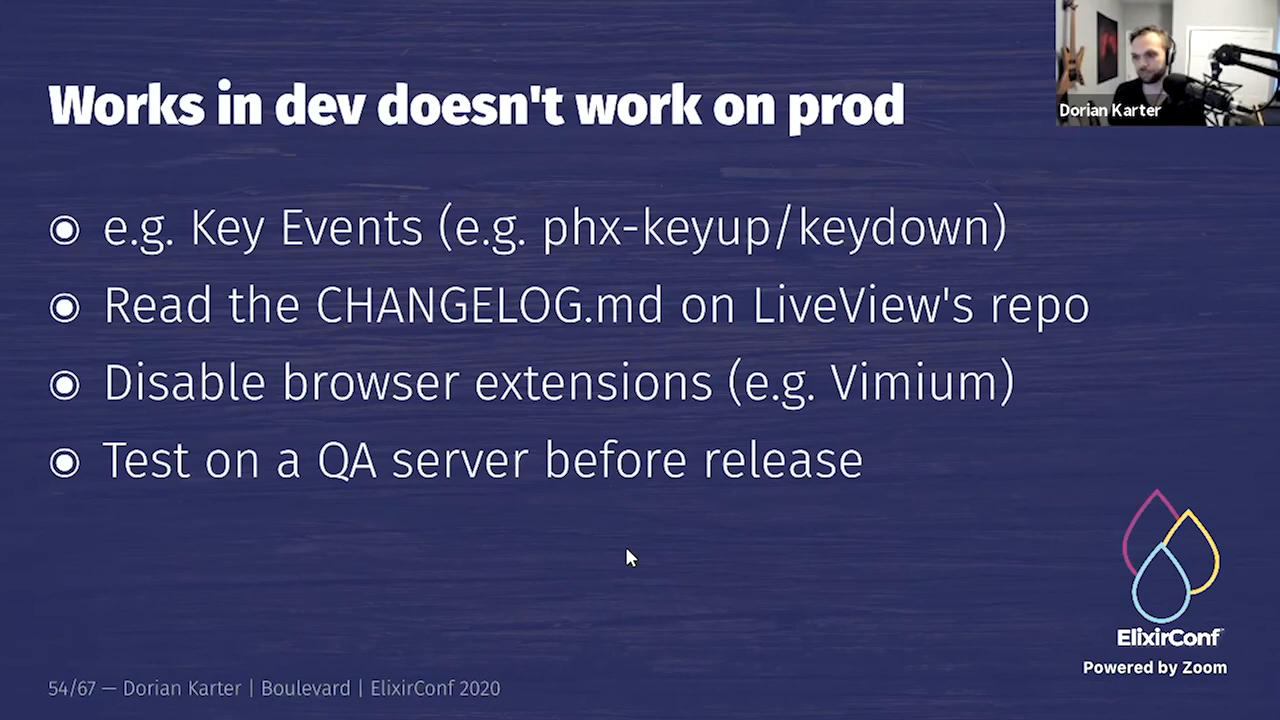 Works in dev doesn't work on prod
Dorian Karter
e.g. Key Events (e.g. phx-keyup/keydown)
Read the CHANGELOG.md on LiveView's repo
Disable browser extensions (e.g. Vimium)
Test on a QA server before release
ElixirConf
Powered by Zoom
54/67 — Dorian Karter | Boulevard | ElixirConf 2020